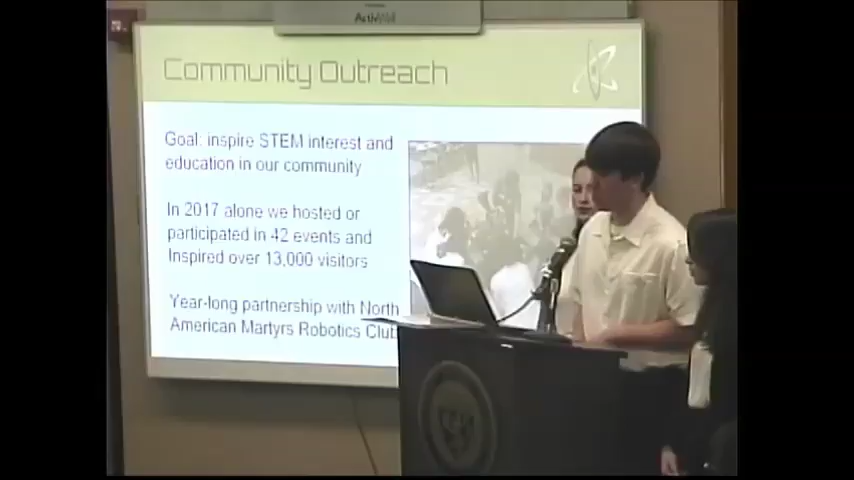 Community Outreach
Goal: inspire STEM interest and
education in our community
In 2017 alone we hosted or
participated in 42 events and
Inspired over 13,000 visitors
Year-long partnership with North
American Martyrs Robotics Club